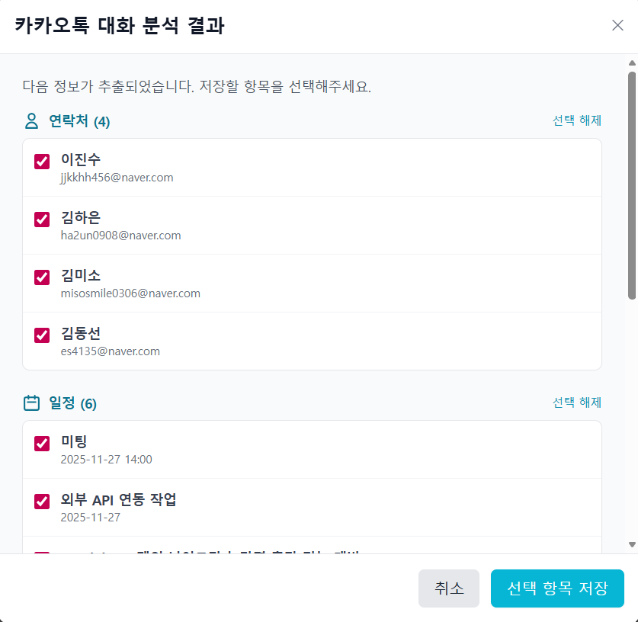 카카오톡 대화 분석 결과
다음 정보가 추출되었습니다. 저장할 항목을 선택해주세요.
연락처 (4)
선택 해제
이진수
jjkkhh456@naver.com
김하은
ha2un0908@naver.com
김미소
misosmile0306@naver.com
김동선
es4135@naver.com
일정 (6)
선택 해제
미팅
2025-11-27 14:00
외부 API 연동 작업
2025-11-27
취소
선택 항목 저장